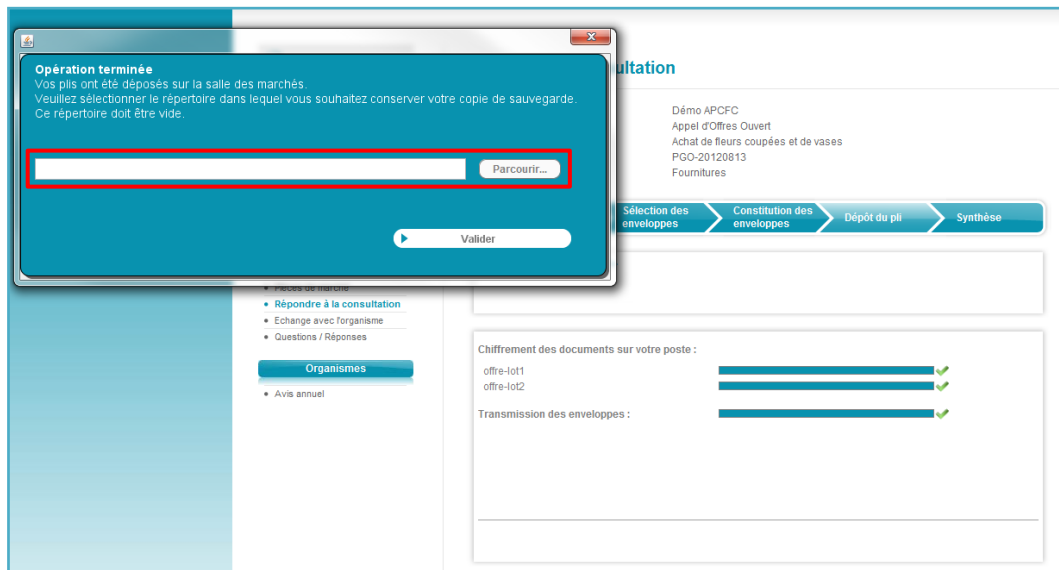 Opération terminée
Vos plis ont été déposés sur la salle des marchés.
Veuillez sélectionner le répertoire dans lequel vous souhaitez conserver votre copie de sauvegarde.
Ce répertoire doit être vide.
Parcourir...
Valider
ultation
Démo APCFC
Appel d'Offres Ouvert
Achat de fleurs coupées et de vases
PGO-20120813
Fournitures
Sélection des
enveloppes
Constitution des
enveloppes
Dépôt du pli
Synthèse
Pièces de marché
Répondre à la consultation
Echange avec l'organisme
Questions / Réponses
Organismes
Avis annuel
Chiffrement des documents sur votre poste :
offre-lot1
offre-lot2
Transmission des enveloppes :